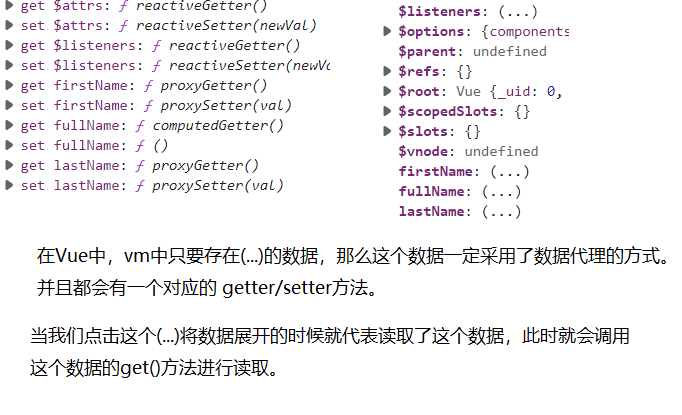 get $attrs: ƒ reactiveGetter()
set $attrs: ƒ reactiveSetter(newVal)
get $listeners: ƒ reactiveGetter()
set $listeners: ƒ reactiveSetter(newVa
get firstName: ƒ proxyGetter()
set firstName: ƒ proxySetter(val)
get fullName: ƒ computedGetter()
set fullName: ƒ ()
get lastName: ƒ proxyGetter()
set lastName: ƒ proxySetter(val)
$listeners: (...)
$options: {components
$parent: undefined
$refs: {}
$root: Vue {_uid: 0,
$scopedSlots: {}
$slots: {}
$vnode: undefined
firstName: (...)
fullName: (...)
lastName: (...)
在Vue中，vm中只要存在(...)的数据，那么这个数据一定采用了数据代理的方式。
并且都会有一个对应的 getter/setter方法。
当我们点击这个(...)将数据展开的时候就代表读取了这个数据，此时就会调用
这个数据的get()方法进行读取。